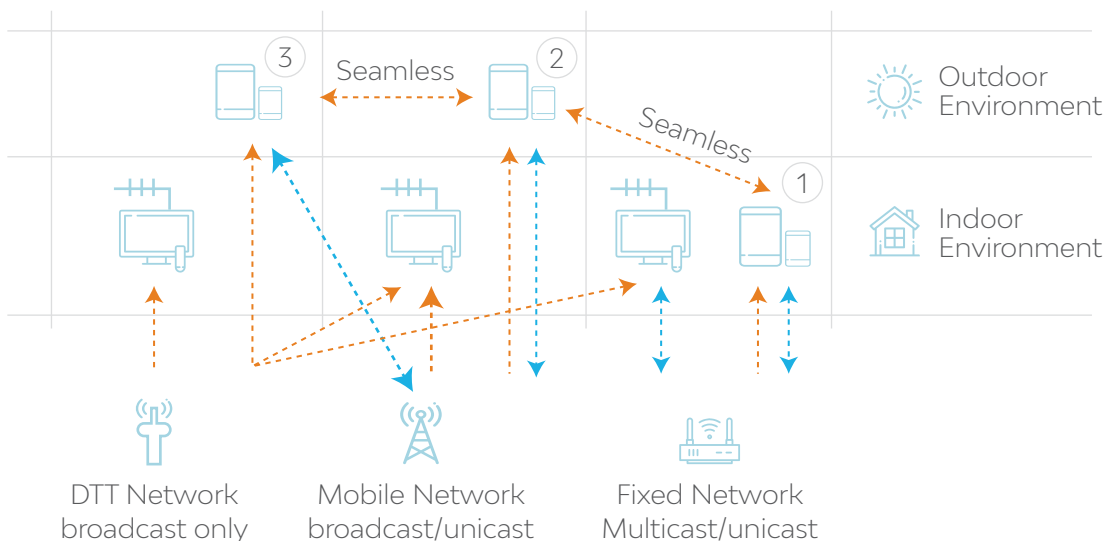 3
Seamless
2
Outdoor
Environment
Seamless
1
Indoor
Environment
DTT Network
broadcast only
Mobile Network
broadcast/unicast
Fixed Network
Multicast/unicast